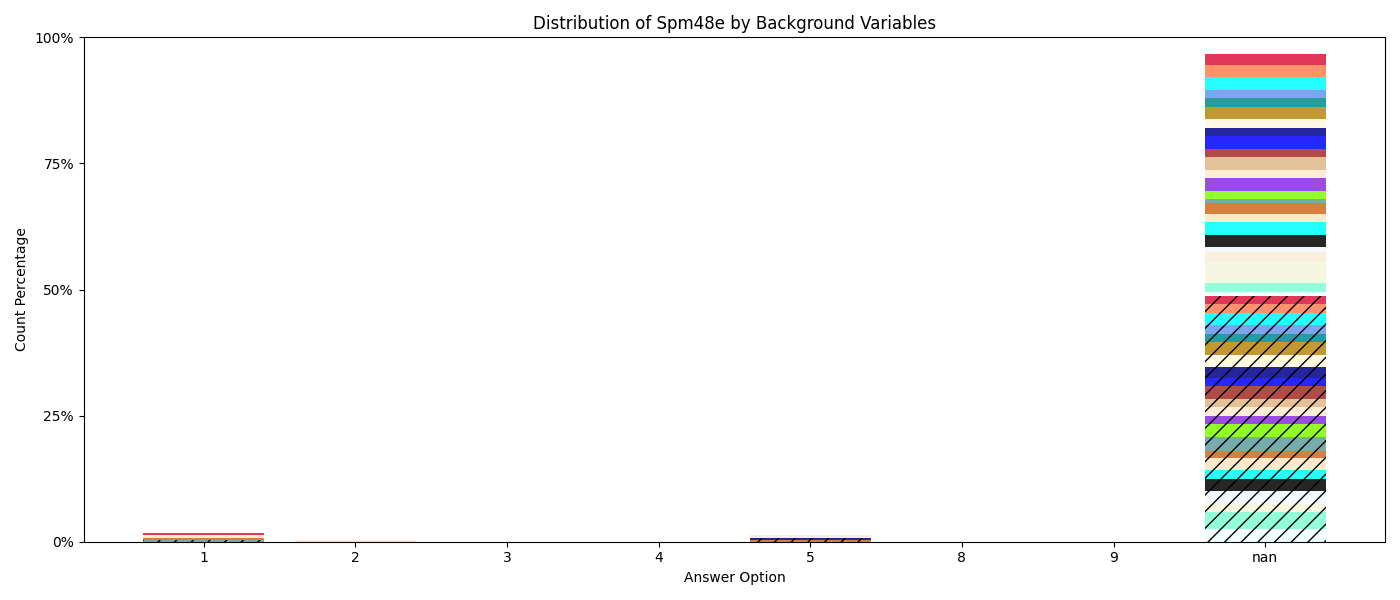 Distribution of Spm48e by Background Variables
100%
75%
50%
25%
0%
Count Percentage
1 2 3 4 5 8 9 nan
Answer Option